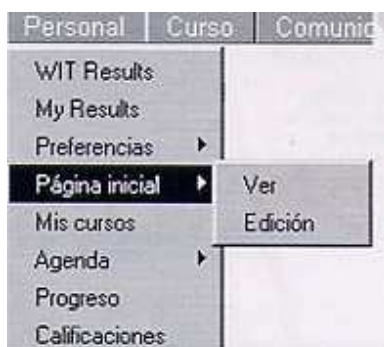 Personal Curso Comunic
WIT Results
My Results
Preferencias
Página inicial Ver
Mis cursos Edición
Agenda
Progreso
Calificaciones